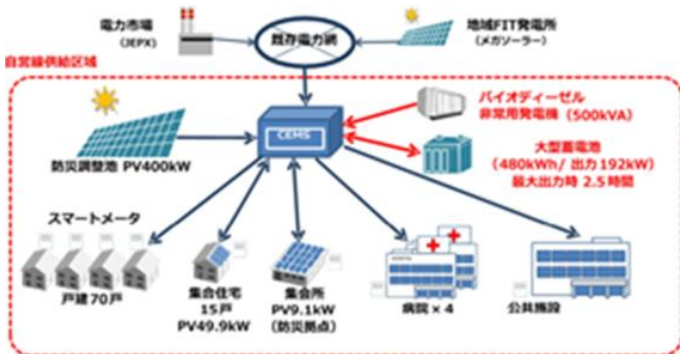 電力市場
(JEPX)
既存電力網
地域FIT発電所
(メガソーラー)
自営線供給区域
CEMS
バイオディーゼル
非常用発電機(500kVA)
防災調整池 PV400kW
大型蓄電池
(480kWh/ 出力192kW)
最大出力時 2.5時間
スマートメータ
戸建70戸
集合住宅
15戸
PV49.9kW
集会所
PV9.1kW
(防災拠点)
病院×4
公共施設